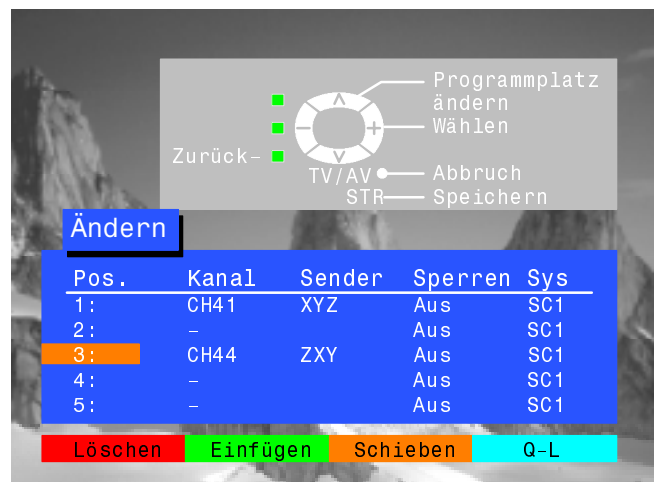 Programmplatz
ändern
Wählen
Zurück–
TV/AV Abbruch
STR Speichern
Ändern
Pos. Kanal Sender Sperren Sys
1: CH41 XYZ Aus SC1
2: – Aus SC1
3: CH44 ZXY Aus SC1
4: – Aus SC1
5: – Aus SC1
Löschen Einfügen Schieben Q–L